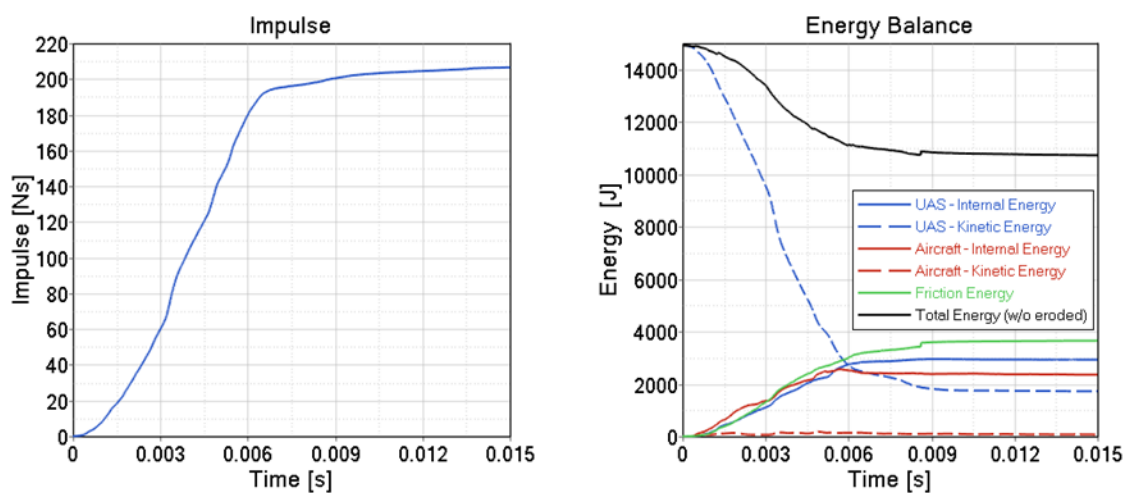 Impulse
220
200
180
160
140
120
100
80
60
40
20
0
Impulse [Ns]
0 0.003 0.006 0.009 0.012 0.015
Time [s]
Energy Balance
14000
12000
10000
8000
6000
4000
2000
0
Energy [J]
UAS - Internal Energy
UAS - Kinetic Energy
Aircraft - Internal Energy
Aircraft - Kinetic Energy
Friction Energy
Total Energy (w/o eroded)
0 0.003 0.006 0.009 0.012 0.015
Time [s]